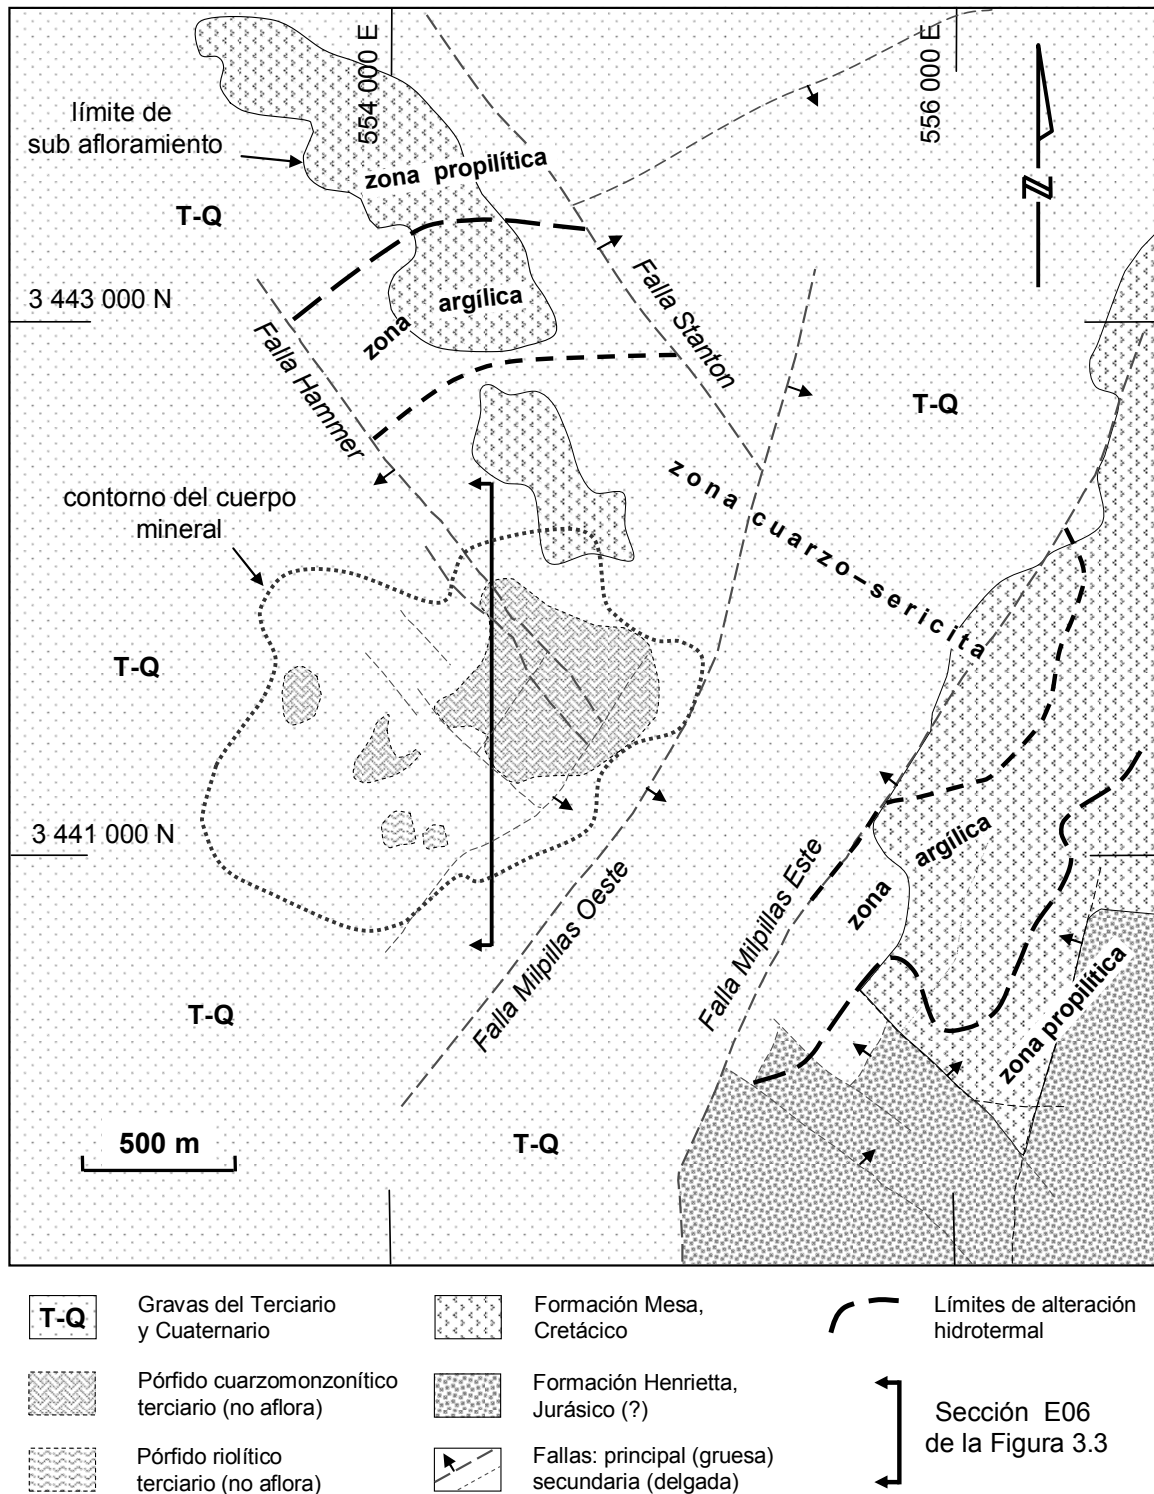 554 000 E
556 000 E
límite de
sub afloramiento
zona propilítica
T-Q
N
3 443 000 N
zona
argílica
Falla Stanton
Falla Hammer
T-Q
contorno del cuerpo
mineral
zona cuarzo–sericita
T-Q
3 441 000 N
Falla Milpillas Oeste
Falla Milpillas Este
zona
argílica
zona propilítica
T-Q
500 m
T-Q
T-Q
Gravas del Terciario
y Cuaternario
Formación Mesa,
Cretácico
Límites de alteración
hidrotermal
Pórfido cuarzomonzonítico
terciario (no aflora)
Formación Henrietta,
Jurásico (?)
Sección E06
de la Figura 3.3
Pórfido riolítico
terciario (no aflora)
Fallas: principal (gruesa)
secundaria (delgada)